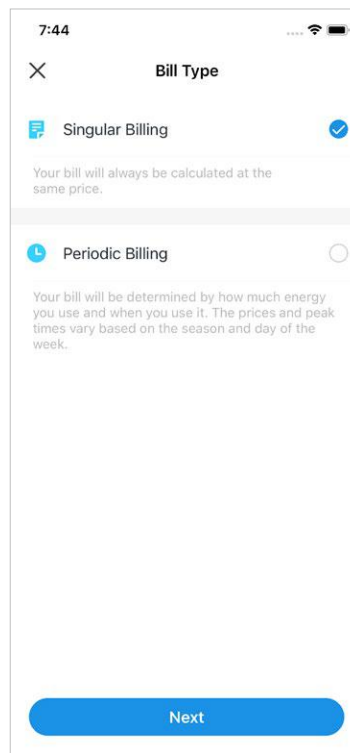 7:44
Bill Type
Singular Billing
Your bill will always be calculated at the
same price.
Periodic Billing
Your bill will be determined by how much energy
you use and when you use it. The prices and peak
times vary based on the season and day of the
week.
Next